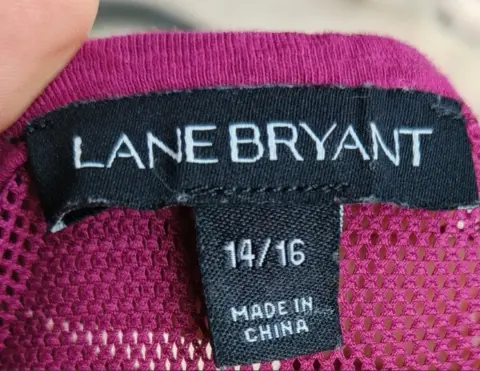 LANE BRYANT
14/16
MADE IN
CHINA